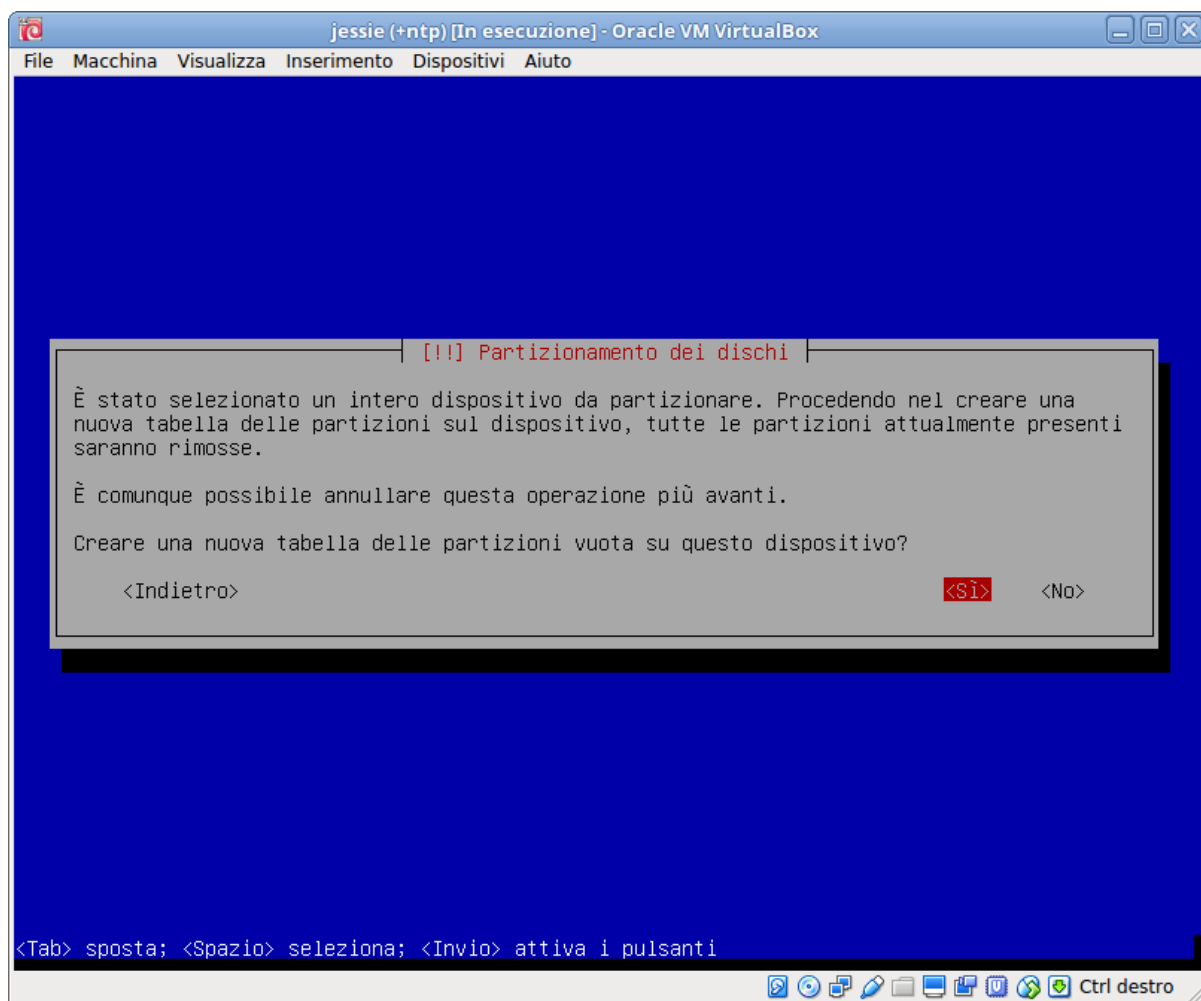 jessie (+ntp) [In esecuzione] - Oracle VM VirtualBox
File Macchina Visualizza Inserimento Dispositivi Aiuto
[!!] Partizionamento dei dischi
È stato selezionato un intero dispositivo da partizionare. Procedendo nel creare una
nuova tabella delle partizioni sul dispositivo, tutte le partizioni attualmente presenti
saranno rimosse.
È comunque possibile annullare questa operazione più avanti.
Creare una nuova tabella delle partizioni vuota su questo dispositivo?
<Indietro> <Sì> <No>
<Tab> sposta; <Spazio> seleziona; <Invio> attiva i pulsanti
Ctrl destro